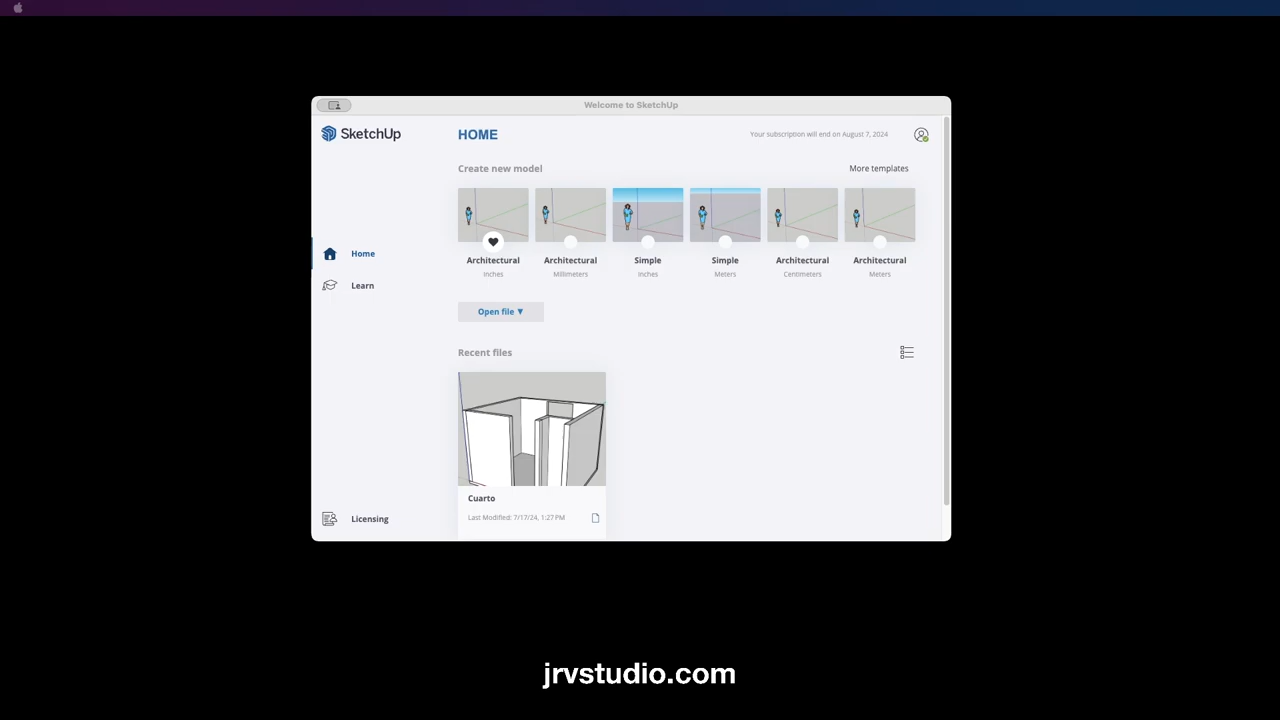 Welcome to SketchUp
SketchUp
HOME
Your subscription will end on August 7, 2024
Create new model
More templates
Architectural
Inches
Architectural
Millimeters
Simple
Inches
Simple
Meters
Architectural
Centimeters
Architectural
Meters
Home
Learn
Open file ▼
Recent files
Cuarto
Last Modified: 7/17/24, 1:27 PM
Licensing
jrvstudio.com